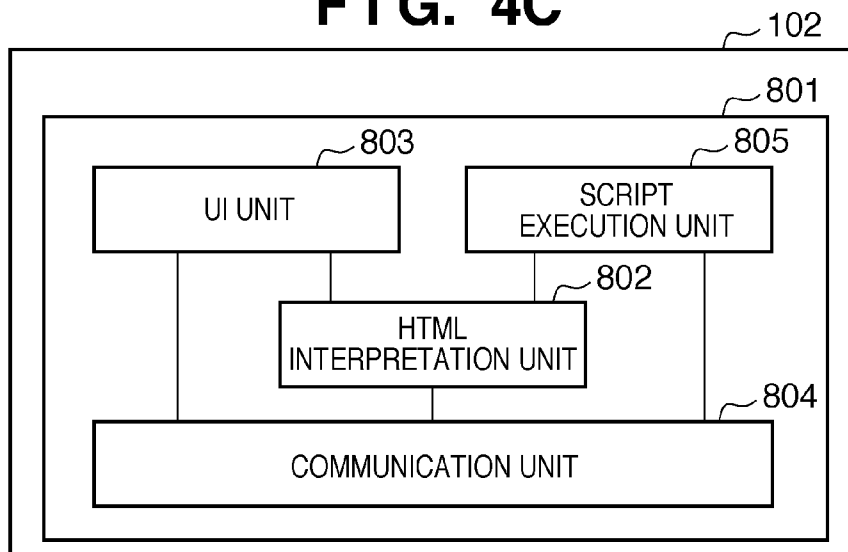 FIG. 4C
102
801
803
805
UI UNIT
SCRIPT
EXECUTION UNIT
802
HTML
INTERPRETATION UNIT
804
COMMUNICATION UNIT